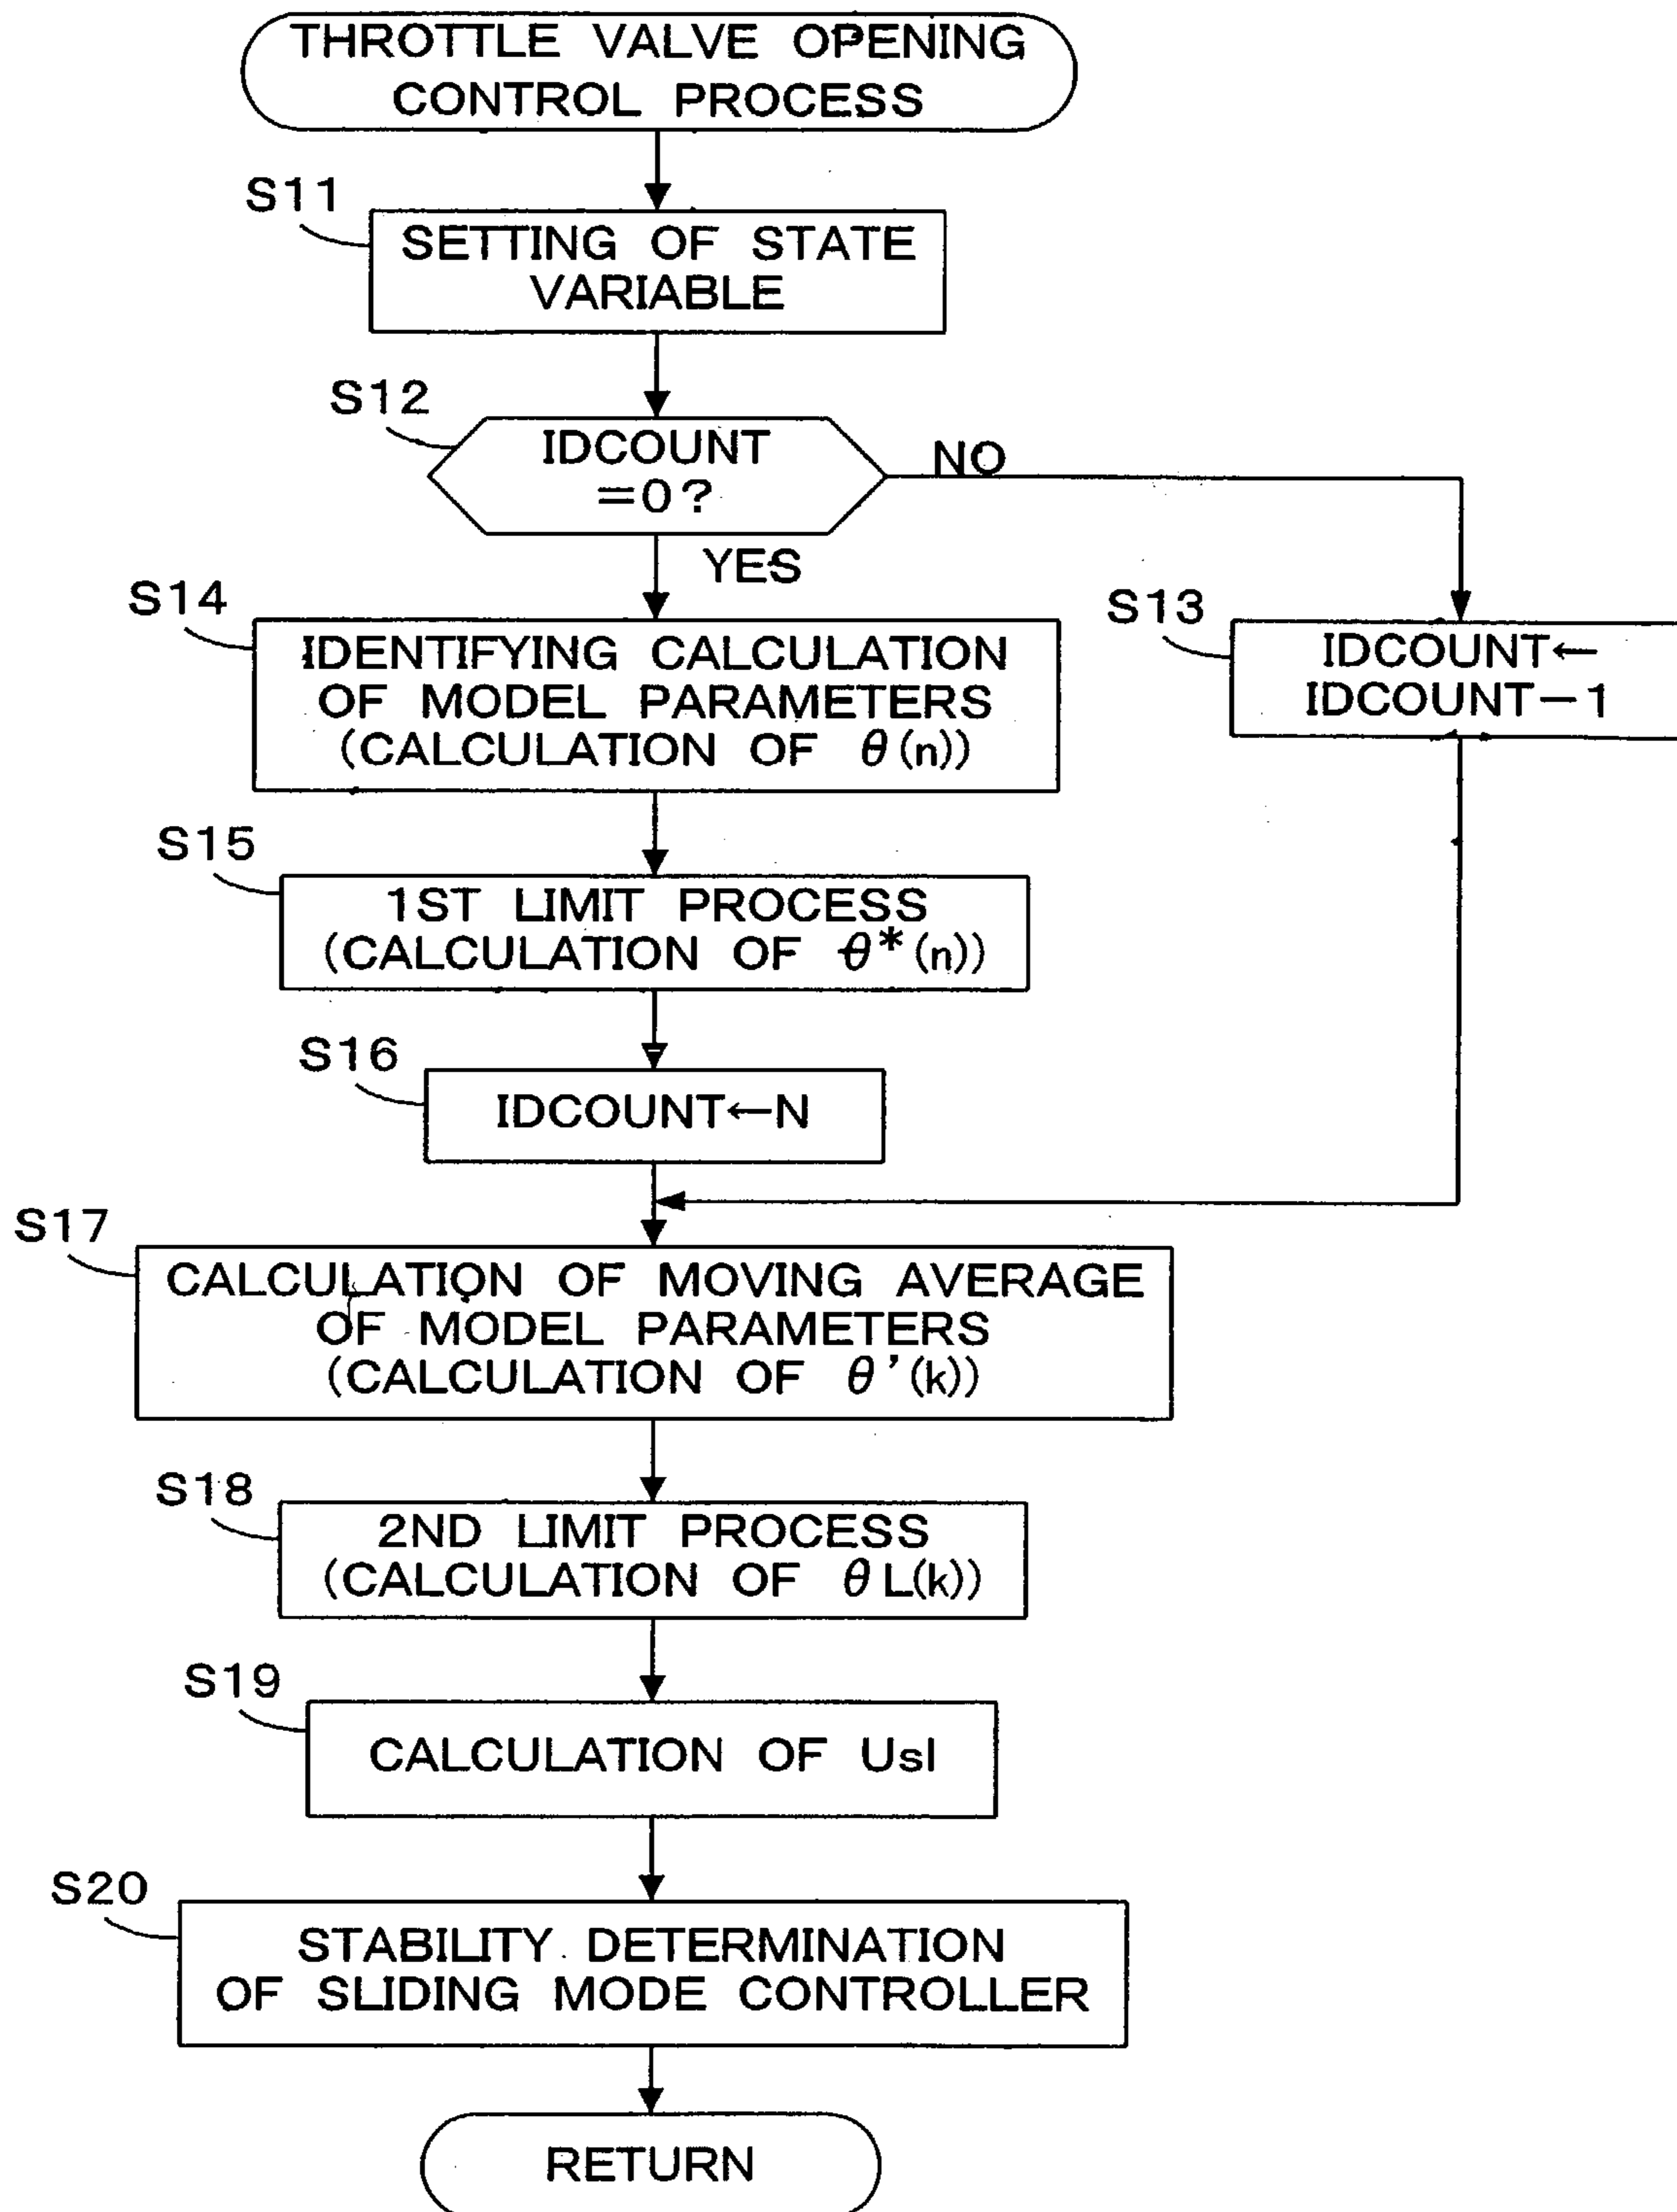 THROTTLE VALVE OPENING
CONTROL PROCESS
S11
SETTING OF STATE
VARIABLE
S12
IDCOUNT
=0?
NO
YES
S14
IDENTIFYING CALCULATION
OF MODEL PARAMETERS
(CALCULATION OF θ(n))
S13
IDCOUNT←
IDCOUNT−1
S15
1ST LIMIT PROCESS
(CALCULATION OF θ*(n))
S16
IDCOUNT←N
S17
CALCULATION OF MOVING AVERAGE
OF MODEL PARAMETERS
(CALCULATION OF θ'(k))
S18
2ND LIMIT PROCESS
(CALCULATION OF θL(k))
S19
CALCULATION OF Usl
S20
STABILITY DETERMINATION
OF SLIDING MODE CONTROLLER
RETURN